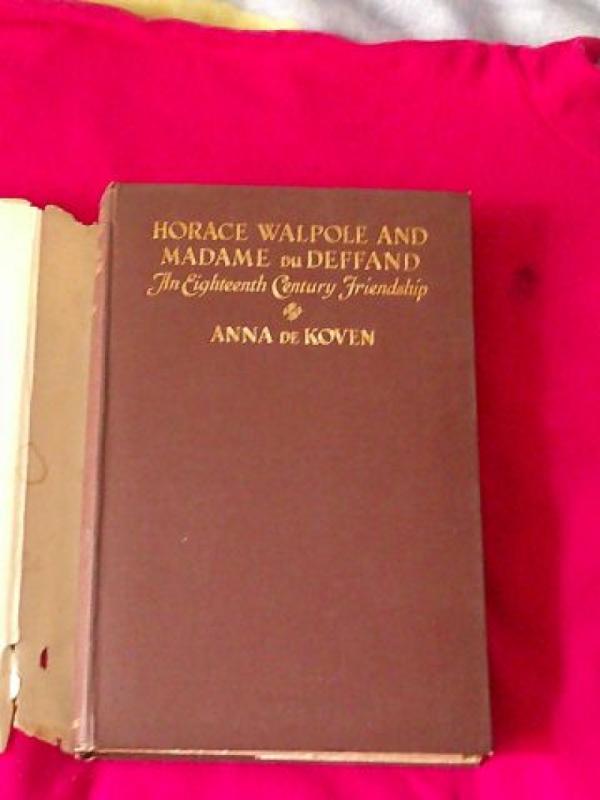 HORACE WALPOLE AND
MADAME DU DEFFAND
An Eighteenth Century Friendship
ANNA DE KOVEN